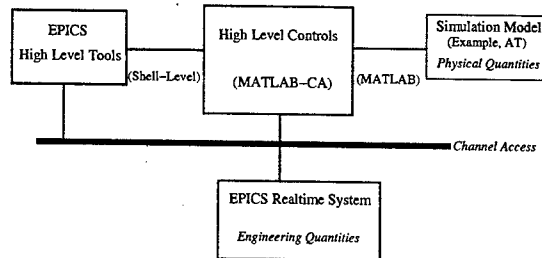 EPICS
High Level Tools
(Shell-Level)
High Level Controls
(MATLAB-CA)
(MATLAB)
Simulation Model
(Example, AT)
Physical Quantities
Channel Access
EPICS Realtime System
Engineering Quantities